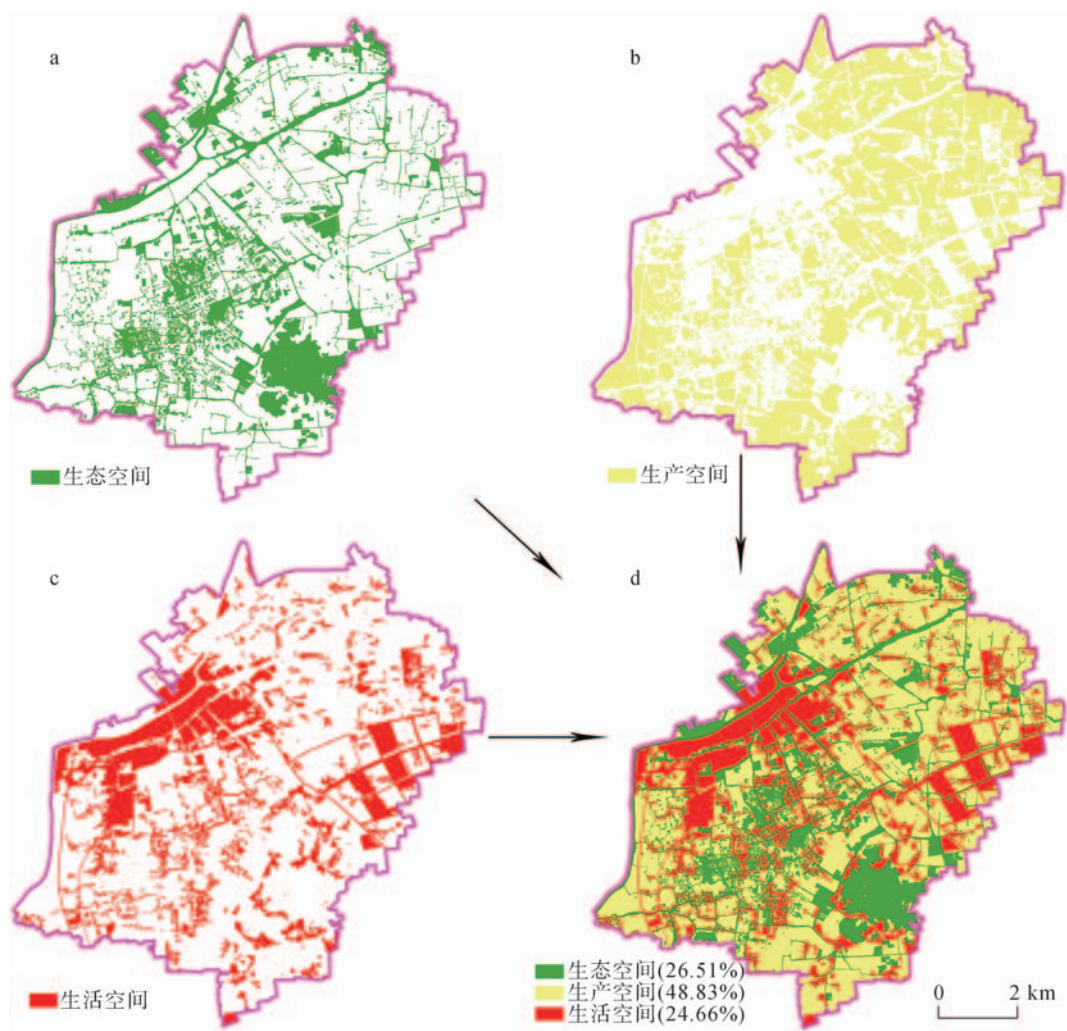 a
b
生态空间
生产空间
c
d
生活空间
生态空间(26.51%)
生产空间(48.83%)
生活空间(24.66%)
0 2 km